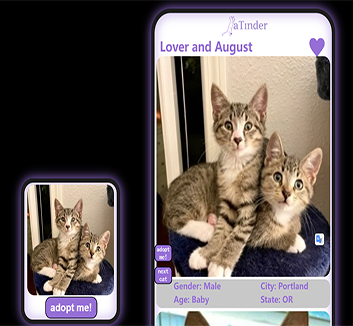 aTinder
Lover and August
adopt me!
next cat
Gender: Male
City: Portland
Age: Baby
State: OR
adopt me!